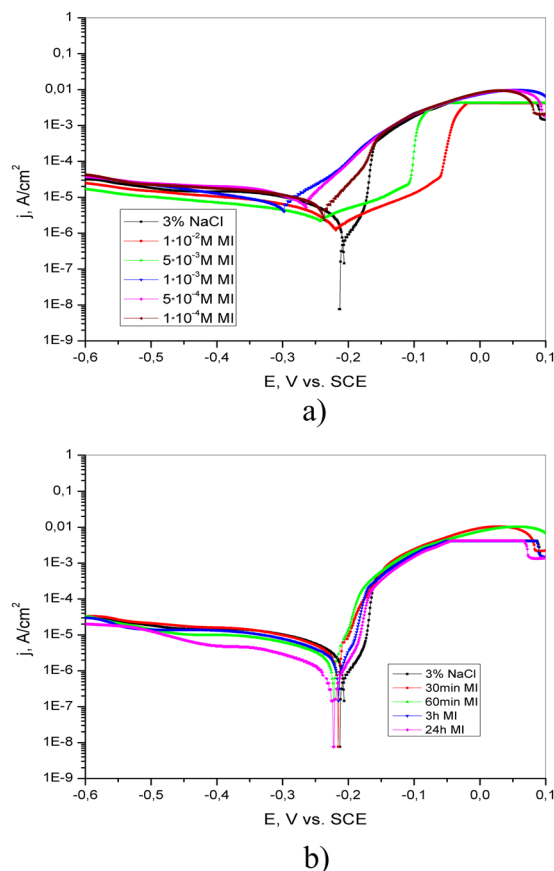 1
0,1
0,01
1E-3
1E-4
1E-5
1E-6
1E-7
1E-8
1E-9
j, A/cm²
3% NaCl
1·10⁻²M MI
5·10⁻³M MI
1·10⁻³M MI
5·10⁻⁴M MI
1·10⁻⁴M MI
-0,6 -0,5 -0,4 -0,3 -0,2 -0,1 0,0 0,1
E, V vs. SCE
a)
1
0,1
0,01
1E-3
1E-4
1E-5
1E-6
1E-7
1E-8
1E-9
j, A/cm²
3% NaCl
30min MI
60min MI
3h MI
24h MI
-0,6 -0,5 -0,4 -0,3 -0,2 -0,1 0,0 0,1
E, V vs. SCE
b)